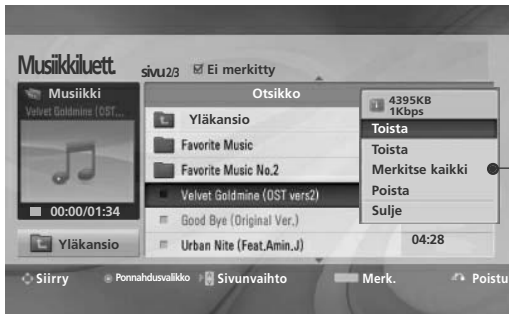 Musiikkiluett.
sivu2/3
Ei merkitty
Musiikki
Velvet Goldmine (OST...
00:00/01:34
Yläkansio
Otsikko
Yläkansio
Favorite Music
Favorite Music No.2
Velvet Goldmine (OST vers2)
Good Bye (Original Ver.)
Urban Nite (Feat.Amin.J)
04:28
4395KB
1Kbps
Toista
Toista
Merkitse kaikki
Poista
Sulje
Siirry
Ponnahdusvalikko
Sivunvaihto
Merk.
Poistu